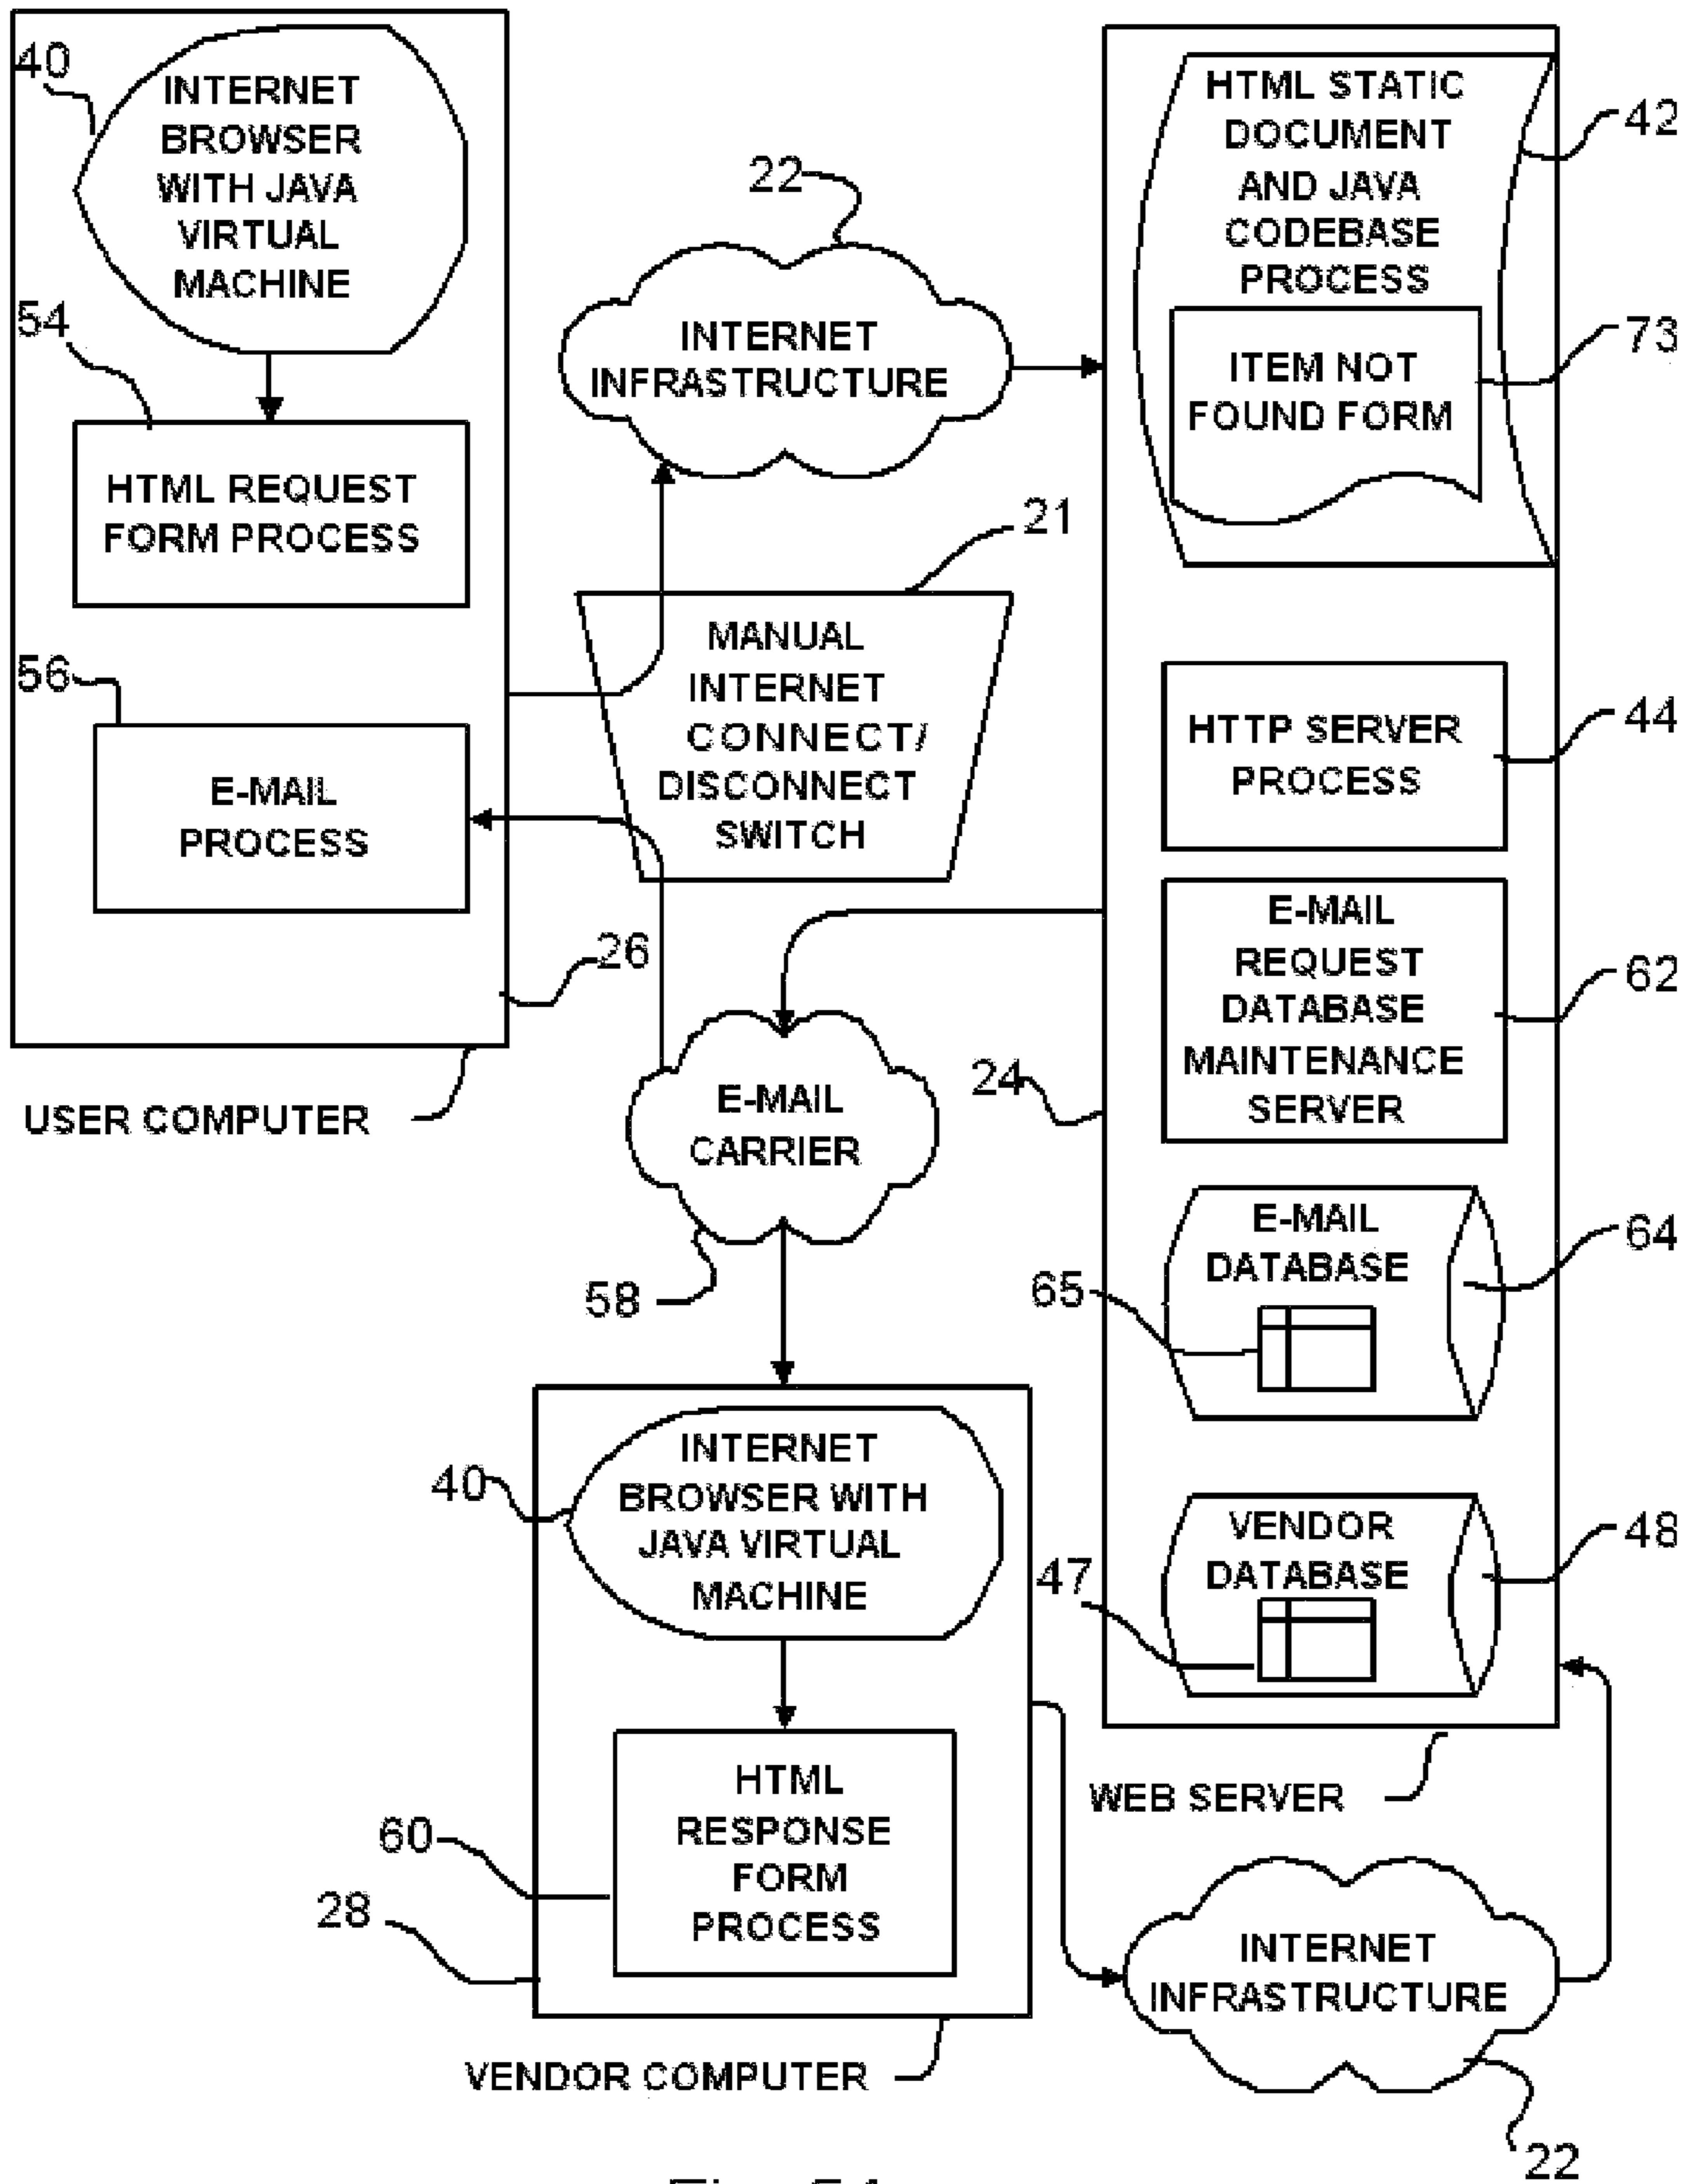 40
INTERNET
BROWSER
WITH JAVA
VIRTUAL
MACHINE
54
HTML REQUEST
FORM PROCESS
56
E-MAIL
PROCESS
26
USER COMPUTER
22
INTERNET
INFRASTRUCTURE
21
MANUAL
INTERNET
CONNECT/
DISCONNECT
SWITCH
E-MAIL
CARRIER
58
24
HTML STATIC
DOCUMENT
AND JAVA
CODEBASE
PROCESS
42
ITEM NOT
FOUND FORM
73
HTTP SERVER
PROCESS
44
E-MAIL
REQUEST
DATABASE
MAINTENANCE
SERVER
62
E-MAIL
DATABASE
64
65
VENDOR
DATABASE
48
47
WEB SERVER
40
INTERNET
BROWSER WITH
JAVA VIRTUAL
MACHINE
HTML
RESPONSE
FORM
PROCESS
60
28
VENDOR COMPUTER
INTERNET
INFRASTRUCTURE
22